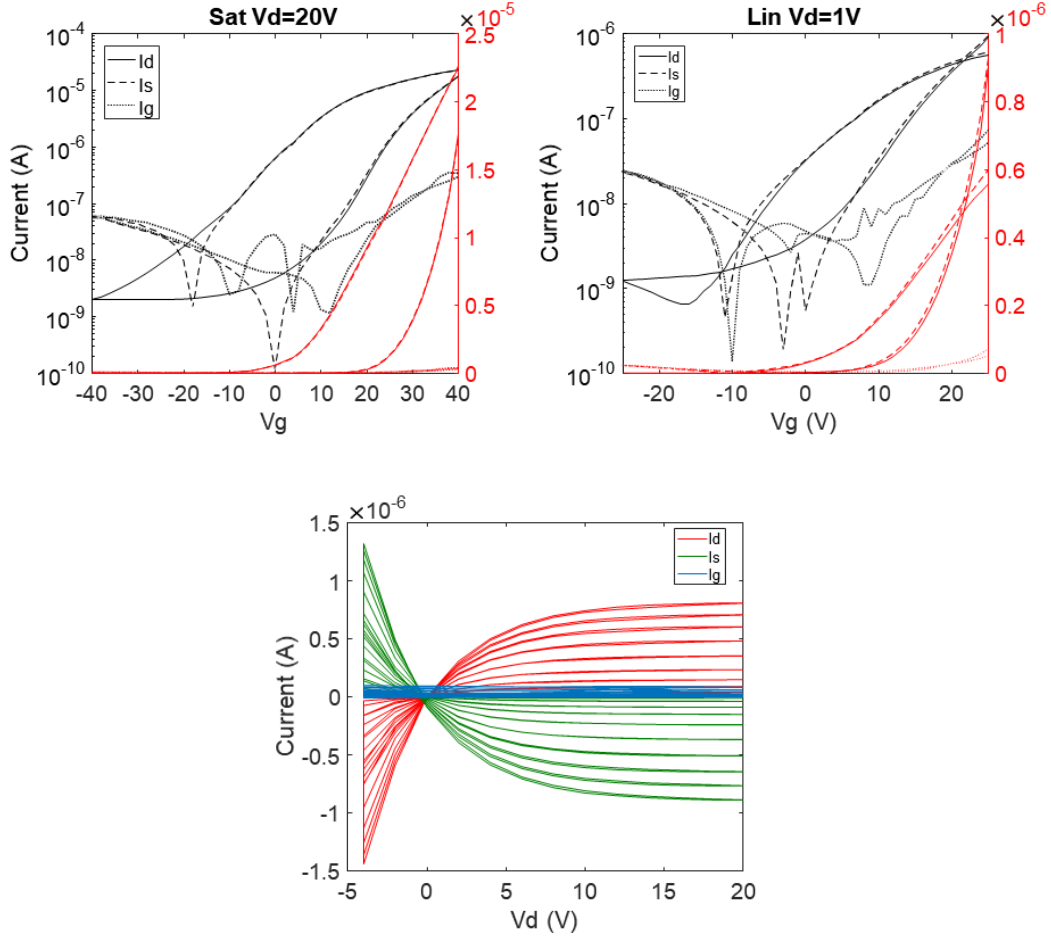 Sat Vd=20V
×10^-5
10^-4
10^-5
10^-6
10^-7
10^-8
10^-9
10^-10
Current (A)
Id
Is
Ig
2.5
2
1.5
1
0.5
0
-40 -30 -20 -10 0 10 20 30 40
Vg
Lin Vd=1V
×10^-6
10^-6
10^-7
10^-8
10^-9
10^-10
Current (A)
Id
Is
Ig
1
0.8
0.6
0.4
0.2
0
-20 -10 0 10 20
Vg (V)
×10^-6
1.5
1
0.5
0
-0.5
-1
-1.5
Current (A)
Id
Is
Ig
-5 0 5 10 15 20
Vd (V)